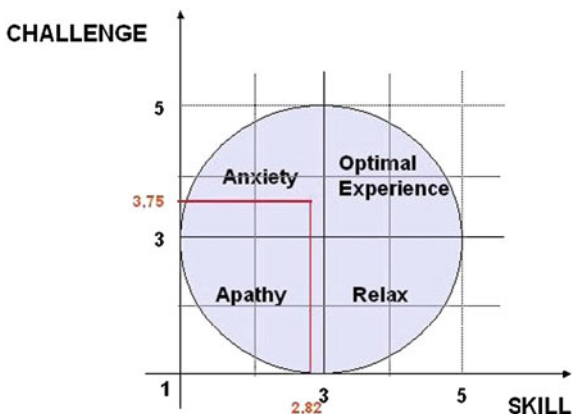 CHALLENGE
5
Anxiety
Optimal
Experience
3,75
3
Apathy
Relax
1
2,82
3
5
SKILL